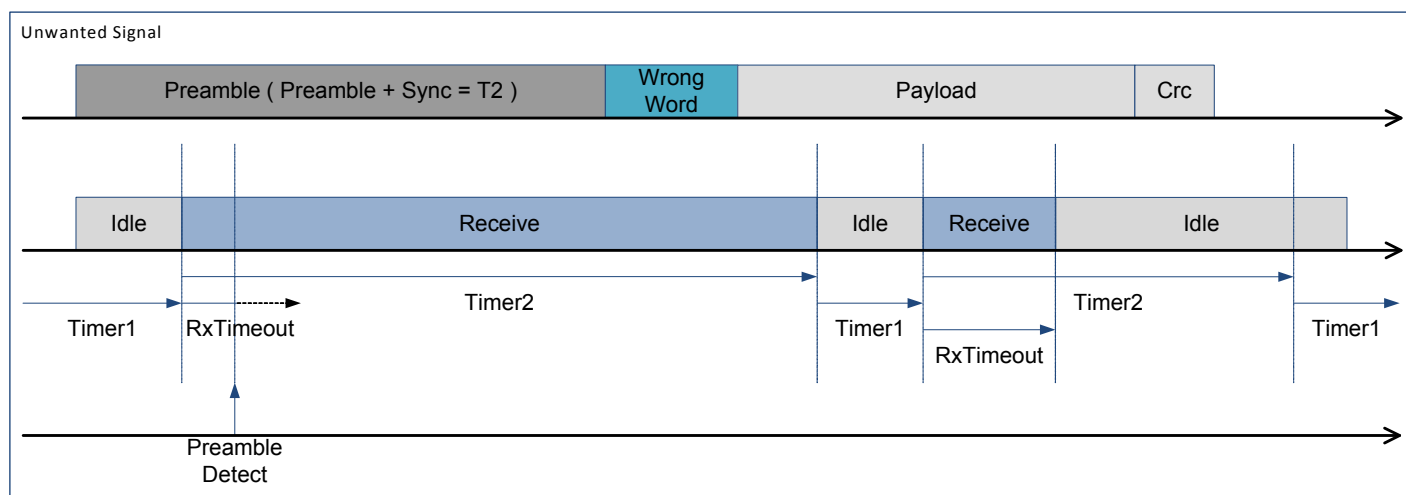 Unwanted Signal
Preamble ( Preamble + Sync = T2 )
Wrong
Word
Payload
Crc
Idle
Receive
Idle
Receive
Idle
Timer2
Timer2
Timer1
RxTimeout
Timer1
Timer1
RxTimeout
Preamble
Detect